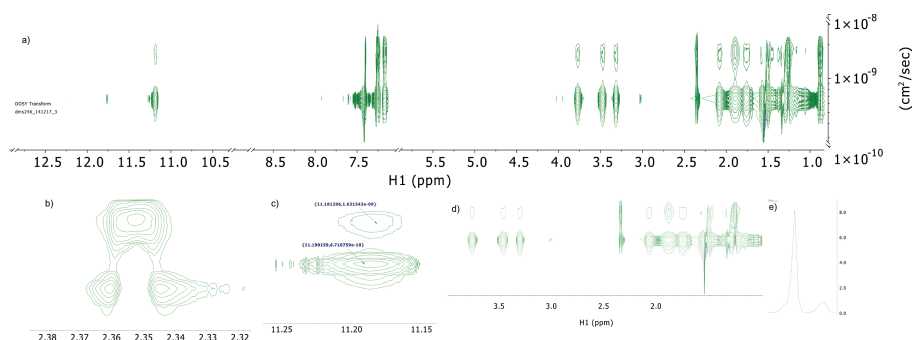 a)
1×10⁻⁸
1×10⁻⁹
(cm²/sec)
DOSY Transform
dms246_141217_3
1×10⁻¹⁰
12.5 12.0 11.5 11.0 10.5 8.5 8.0 7.5 5.5 5.0 4.5 4.0 3.5 3.0 2.5 2.0 1.5 1.0
H1 (ppm)
b)
2.38 2.37 2.36 2.35 2.34 2.33 2.32
c)
(11.181396,1.631543e-09)
(11.190159,6.710759e-10)
11.25 11.20 11.15
d)
3.5 3.0 2.5 2.0
H1 (ppm)
e)
8.0
6.0
4.0
2.0
0.0